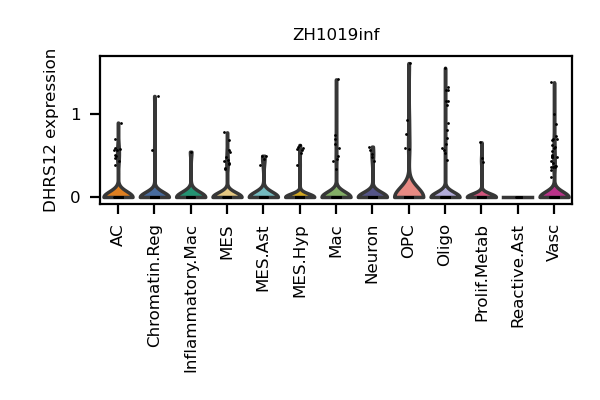 ZH1019inf
DHRS12 expression
1
0
AC
Chromatin.Reg
Inflammatory.Mac
MES
MES.Ast
MES.Hyp
Mac
Neuron
OPC
Oligo
Prolif.Metab
Reactive.Ast
Vasc